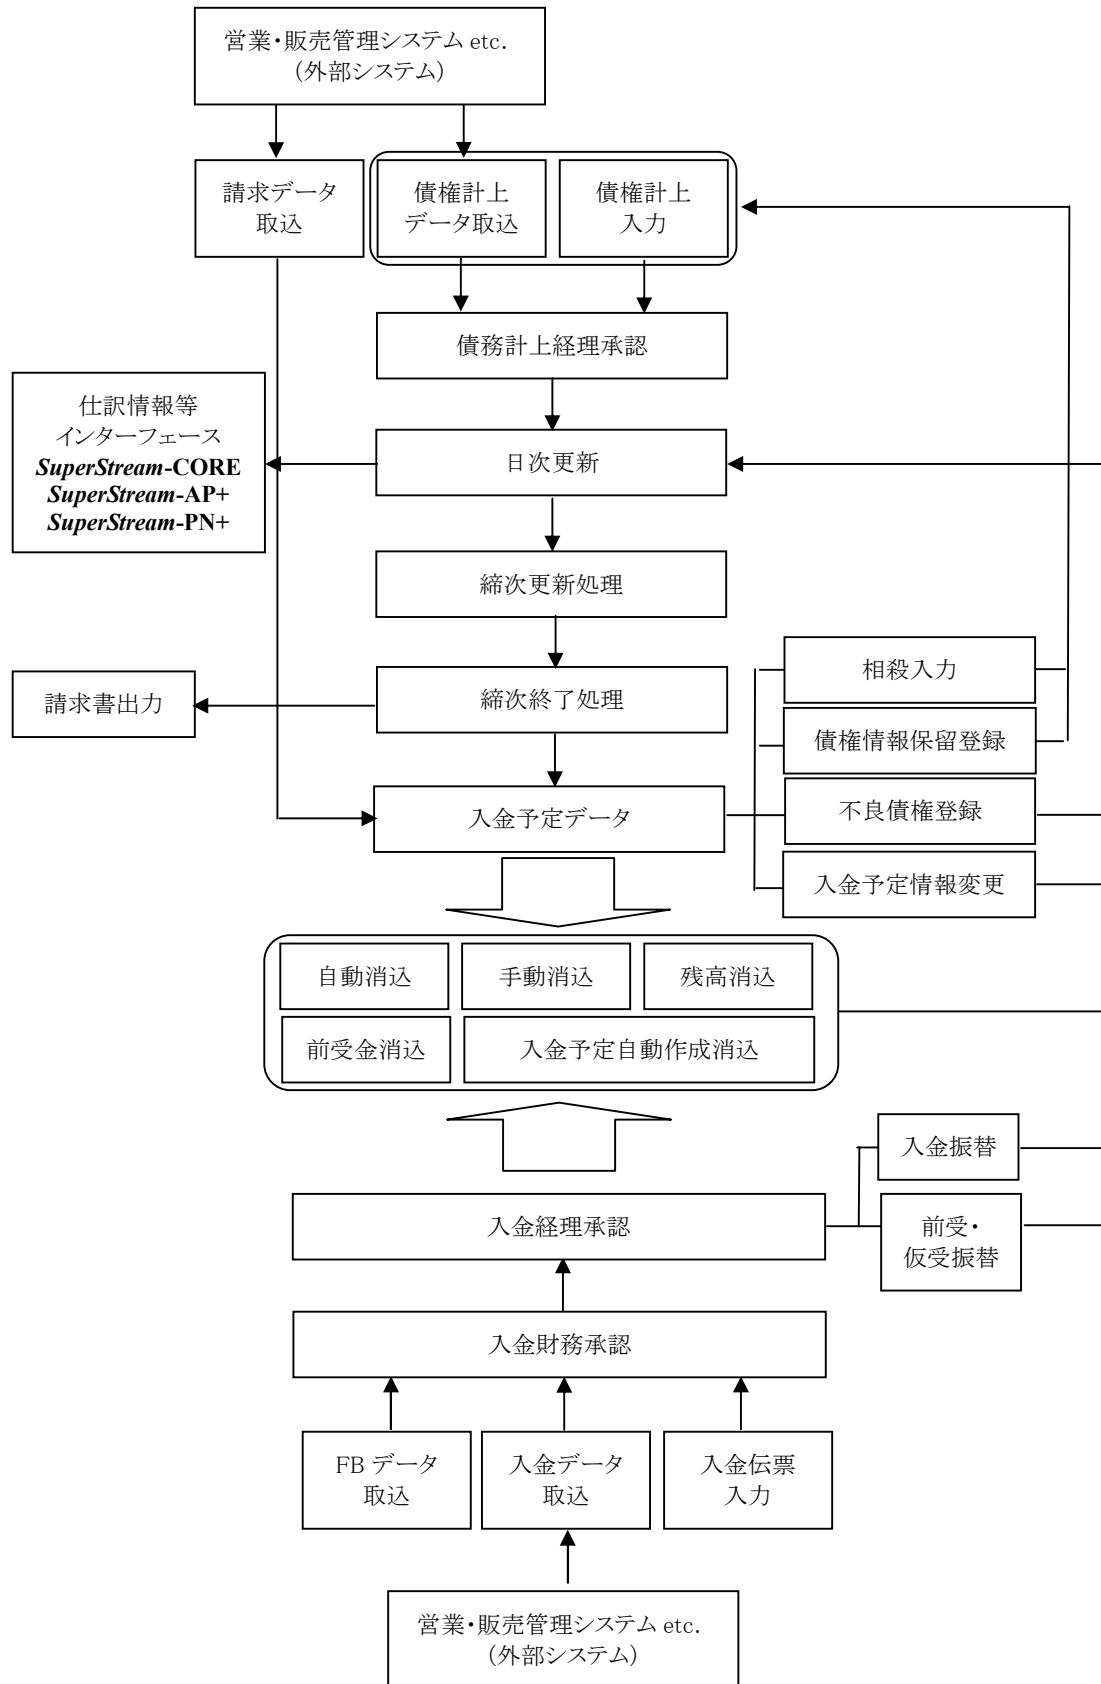 営業・販売管理システム etc.
（外部システム）
請求データ
取込
債権計上
データ取込
債権計上
入力
債務計上経理承認
仕訳情報等
インターフェース
SuperStream-CORE
SuperStream-AP+
SuperStream-PN+
日次更新
締次更新処理
相殺入力
請求書出力
締次終了処理
債権情報保留登録
入金予定データ
不良債権登録
入金予定情報変更
自動消込
手動消込
残高消込
前受金消込
入金予定自動作成消込
入金振替
入金経理承認
前受・
仮受振替
入金財務承認
FB データ
取込
入金データ
取込
入金伝票
入力
営業・販売管理システム etc.
（外部システム）